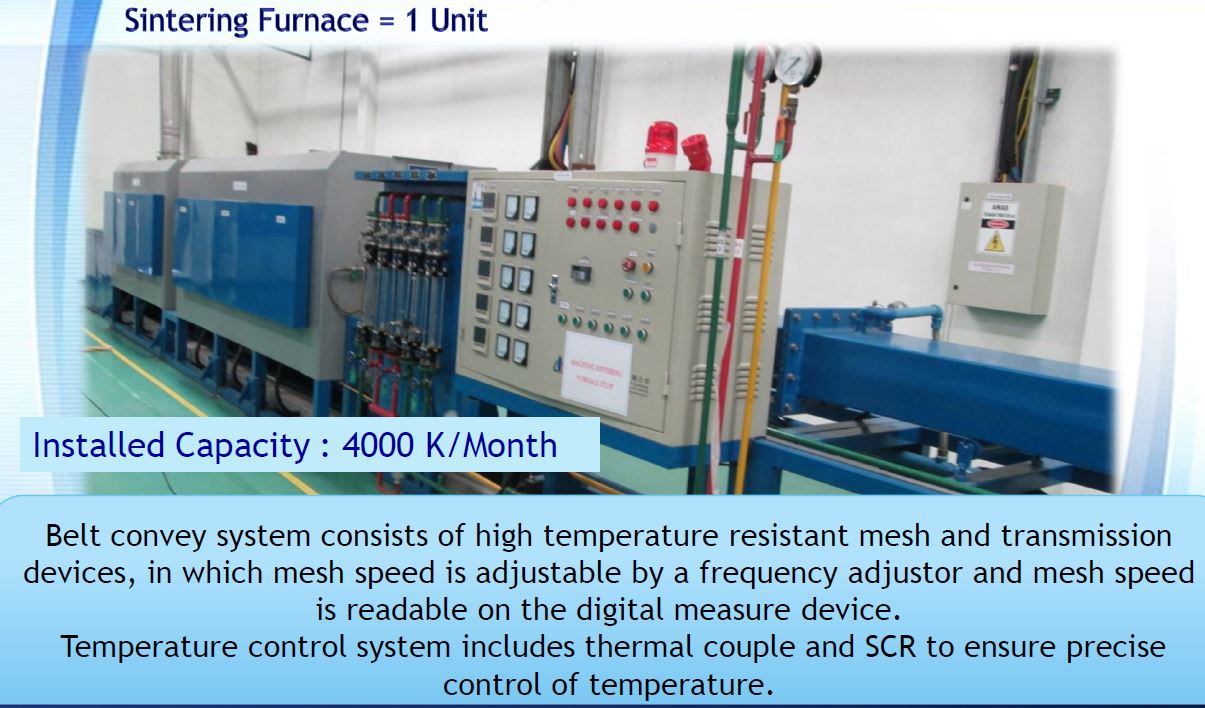 Sintering Furnace = 1 Unit
AWAS
MACHINE SINTERING
FURNACE STOP
Installed Capacity : 4000 K/Month
Belt convey system consists of high temperature resistant mesh and transmission
devices, in which mesh speed is adjustable by a frequency adjustor and mesh speed
is readable on the digital measure device.
Temperature control system includes thermal couple and SCR to ensure precise
control of temperature.